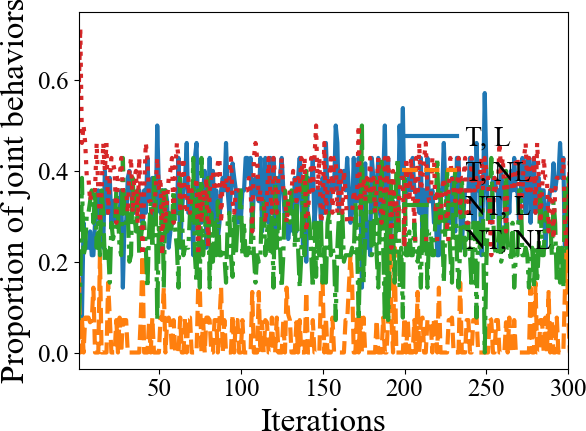 Proportion of joint behaviors
0.6
0.4
0.2
0.0
T, L
T, NL
NT, L
NT, NL
50
100
150
200
250
300
Iterations